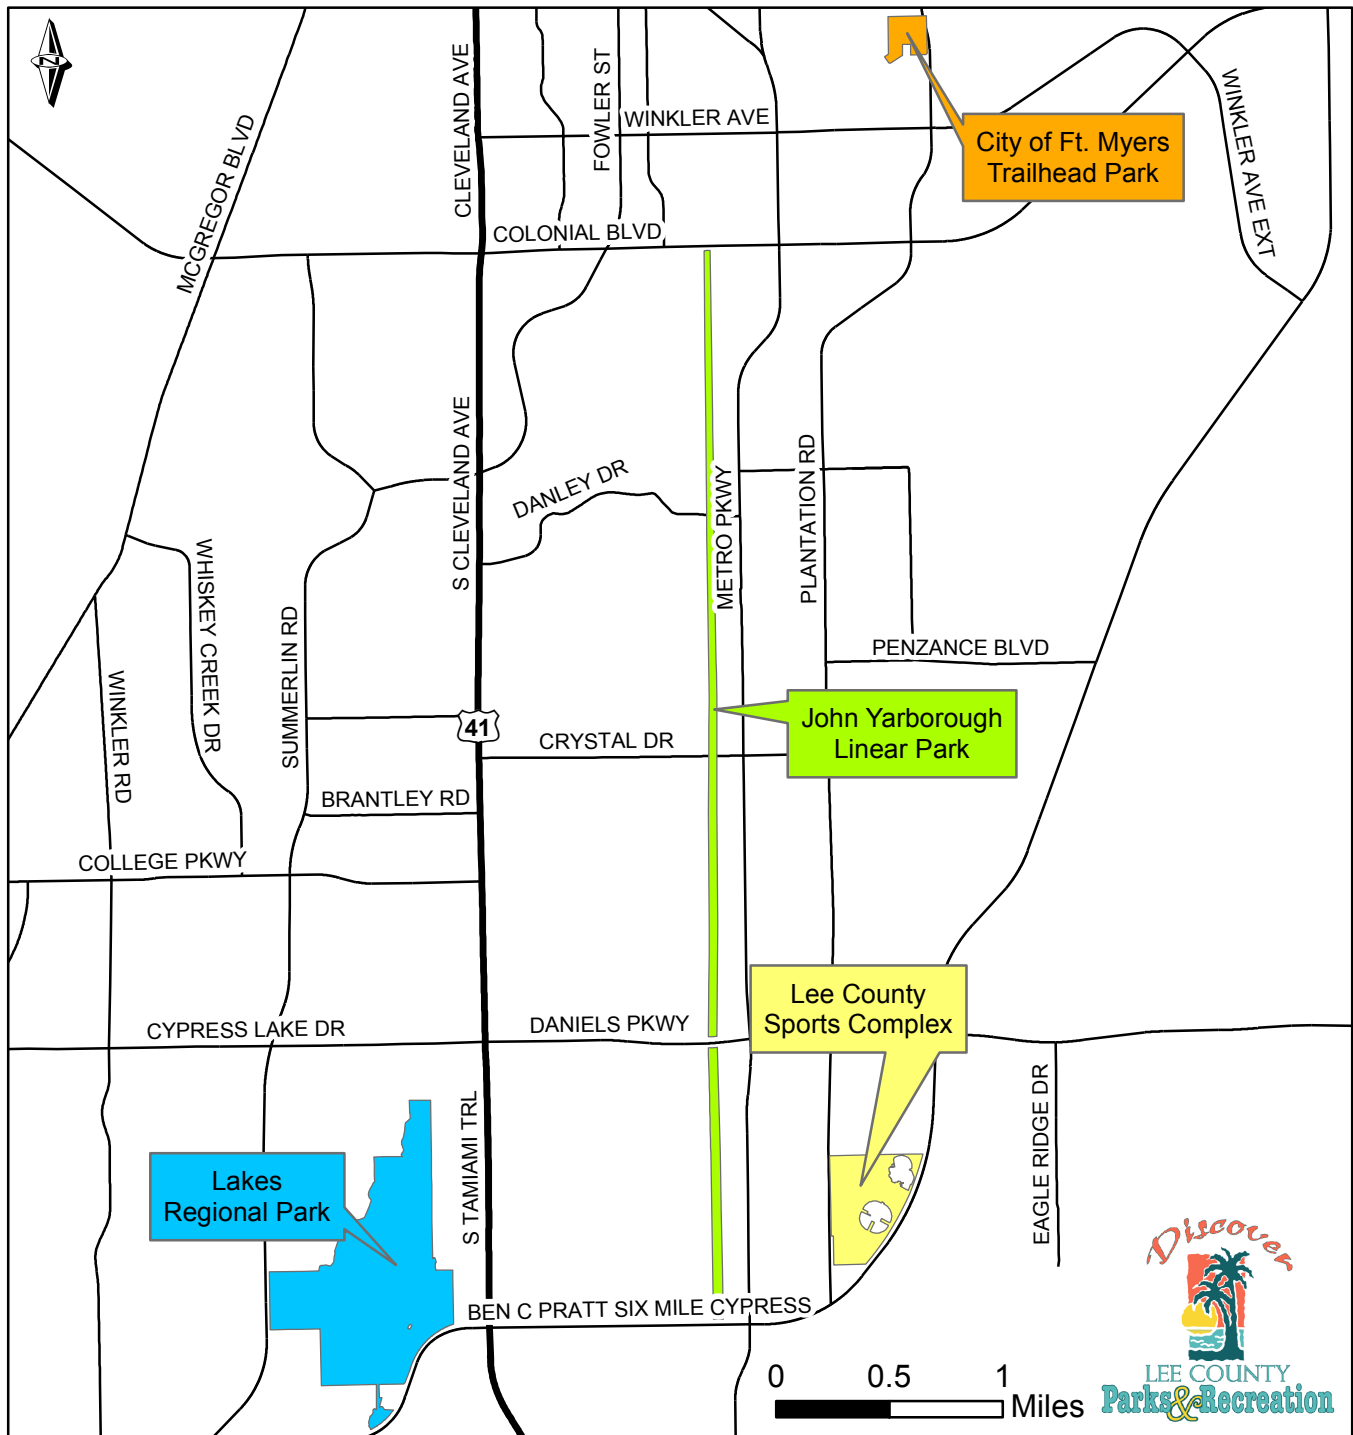 N
CLEVELAND AVE
FOWLER ST
WINKLER AVE
City of Ft. Myers
Trailhead Park
WINKLER AVE EXT
MCGREGOR BLVD
COLONIAL BLVD
S CLEVELAND AVE
DANLEY DR
METRO PKWY
PLANTATION RD
WHISKEY CREEK DR
SUMMERLIN RD
PENZANCE BLVD
WINKLER RD
41
John Yarborough
Linear Park
CRYSTAL DR
BRANTLEY RD
COLLEGE PKWY
Lee County
Sports Complex
CYPRESS LAKE DR
DANIELS PKWY
S TAMIAMI TRL
EAGLE RIDGE DR
Lakes
Regional Park
BEN C PRATT SIX MILE CYPRESS
0 0.5 1
Miles
Discover
LEE COUNTY
Parks&Recreation